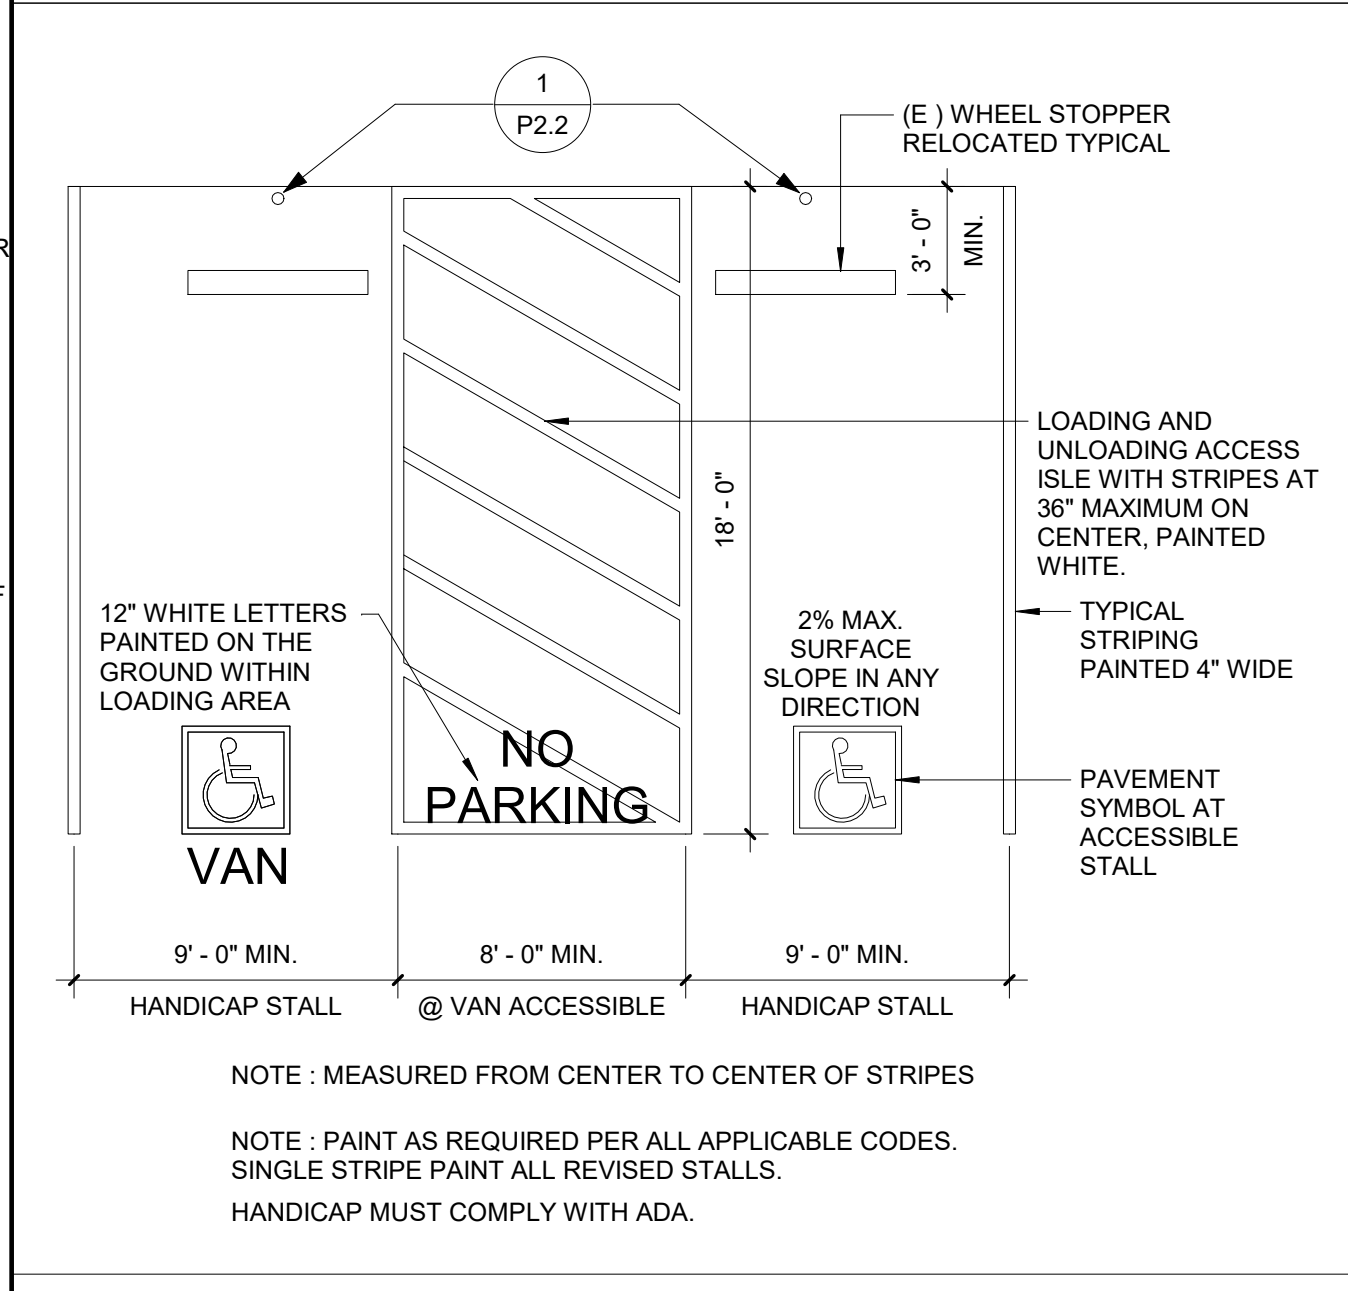 1
P2.2
(E ) WHEEL STOPPER
RELOCATED TYPICAL
3' - 0"
MIN.
R
LOADING AND
UNLOADING ACCESS
ISLE WITH STRIPES AT
36" MAXIMUM ON
CENTER, PAINTED
WHITE.
18' - 0"
12" WHITE LETTERS
PAINTED ON THE
GROUND WITHIN
LOADING AREA
2% MAX.
SURFACE
SLOPE IN ANY
DIRECTION
TYPICAL
STRIPING
PAINTED 4" WIDE
NO
PARKING
VAN
PAVEMENT
SYMBOL AT
ACCESSIBLE
STALL
9' - 0" MIN.
8' - 0" MIN.
9' - 0" MIN.
HANDICAP STALL
@ VAN ACCESSIBLE
HANDICAP STALL
NOTE : MEASURED FROM CENTER TO CENTER OF STRIPES
NOTE : PAINT AS REQUIRED PER ALL APPLICABLE CODES.
SINGLE STRIPE PAINT ALL REVISED STALLS.
HANDICAP MUST COMPLY WITH ADA.